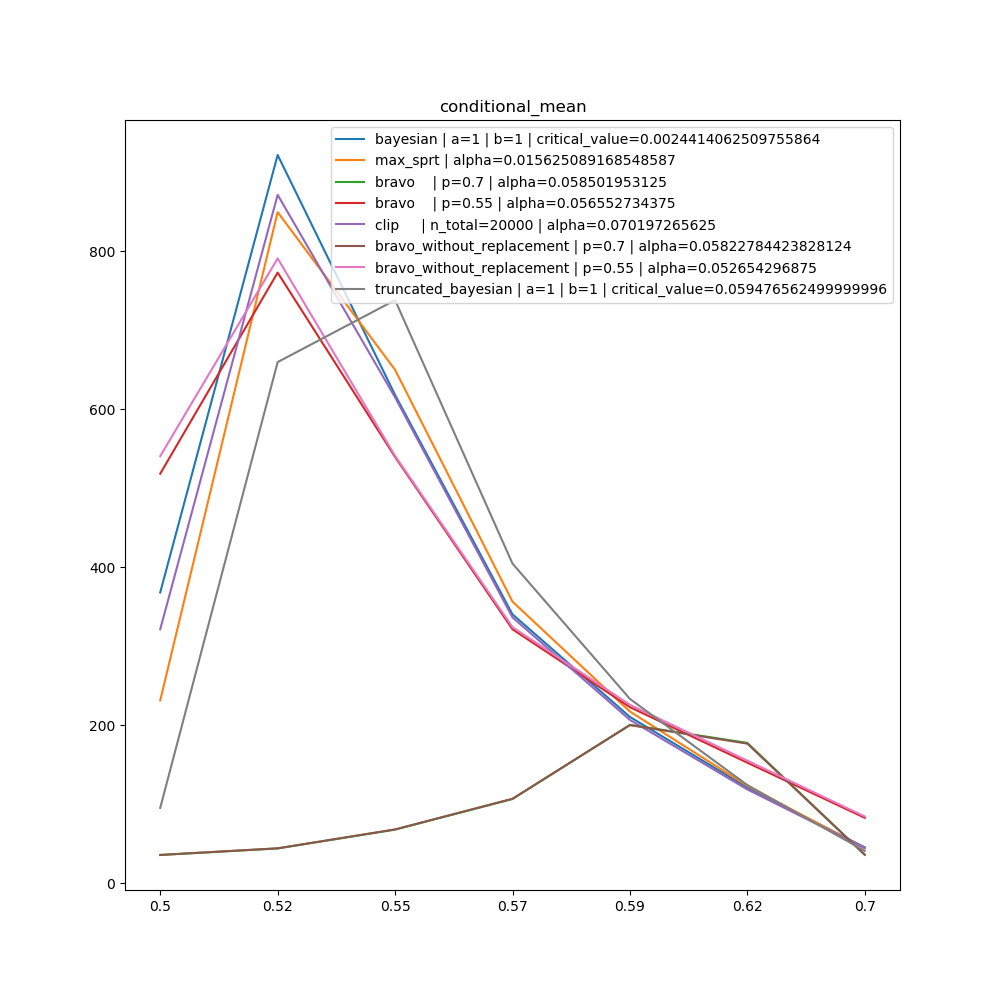 conditional_mean
bayesian | a=1 | b=1 | critical_value=0.0024414062509755864
max_sprt | alpha=0.015625089168548587
bravo    | p=0.7 | alpha=0.058501953125
bravo    | p=0.55 | alpha=0.056552734375
clip     | n_total=20000 | alpha=0.070197265625
bravo_without_replacement | p=0.7 | alpha=0.05822784423828124
bravo_without_replacement | p=0.55 | alpha=0.052654296875
truncated_bayesian | a=1 | b=1 | critical_value=0.059476562499999996
800
600
400
200
0
0.5 0.52 0.55 0.57 0.59 0.62 0.7